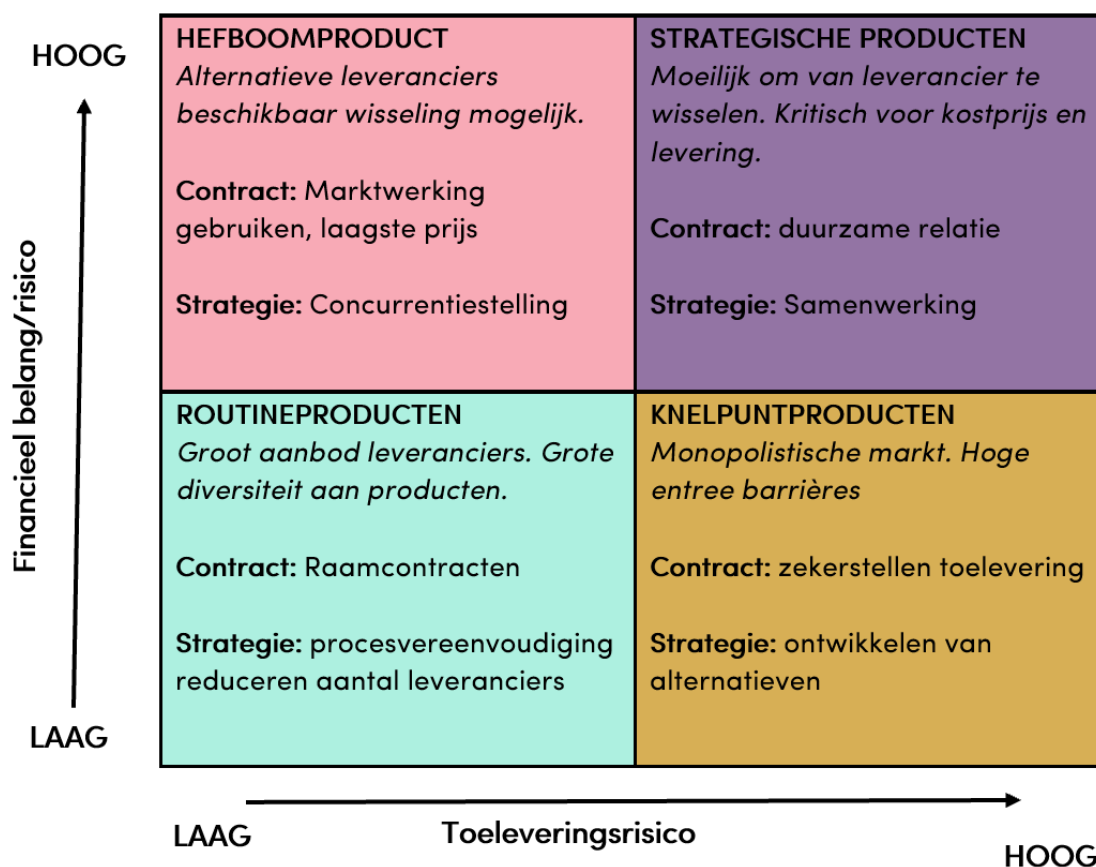 HOOG
Financieel belang/risico
LAAG
HEFBOOMPRODUCT
Alternatieve leveranciers
beschikbaar wisseling mogelijk.
Contract: Marktwerking
gebruiken, laagste prijs
Strategie: Concurrentiestelling
STRATEGISCHE PRODUCTEN
Moeilijk om van leverancier te
wisselen. Kritisch voor kostprijs en
levering.
Contract: duurzame relatie
Strategie: Samenwerking
ROUTINEPRODUCTEN
Groot aanbod leveranciers. Grote
diversiteit aan producten.
Contract: Raamcontracten
Strategie: procesvereenvoudiging
reduceren aantal leveranciers
KNELPUNTPRODUCTEN
Monopolistische markt. Hoge
entree barrières
Contract: zekerstellen toelevering
Strategie: ontwikkelen van
alternatieven
LAAG
Toeleveringsrisico
HOOG